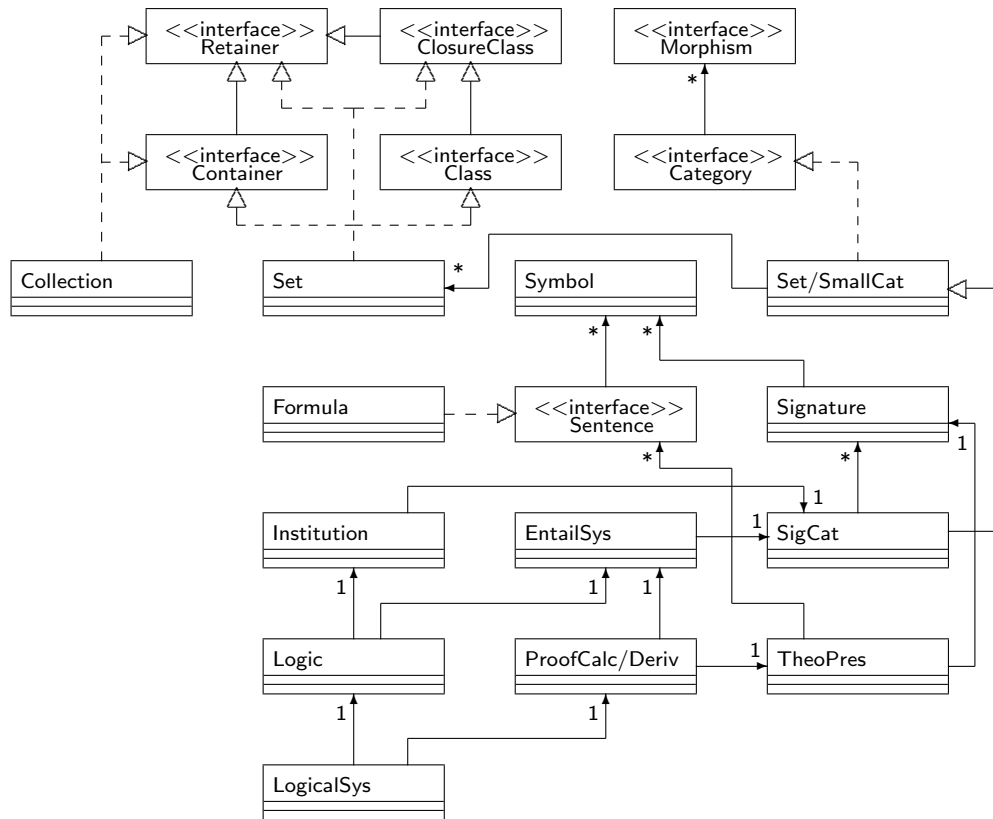 <<interface>>
Retainer
<<interface>>
ClosureClass
<<interface>>
Morphism
*
<<interface>>
Container
<<interface>>
Class
<<interface>>
Category
Collection
Set
*
Symbol
Set/SmallCat
*
*
Formula
<<interface>>
Sentence
Signature
*
*
1
1
Institution
EntailSys
1
SigCat
1
1
1
Logic
ProofCalc/Deriv
1
TheoPres
1
1
LogicalSys